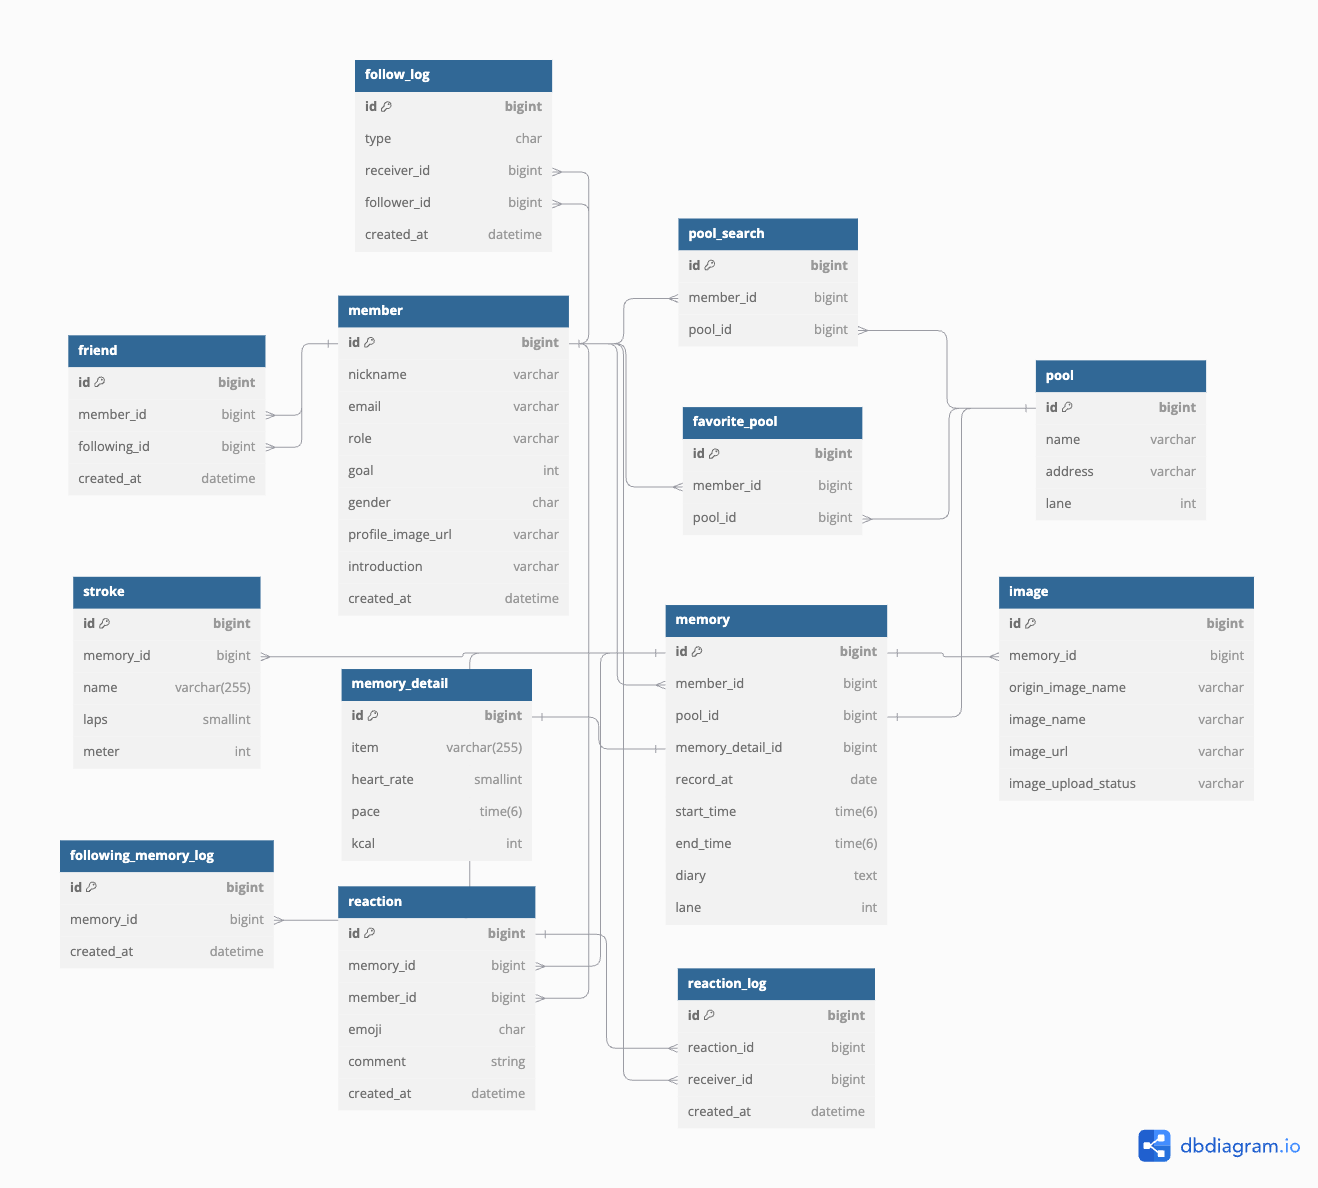 follow_log
id bigint
type char
receiver_id bigint
follower_id bigint
created_at datetime
pool_search
id bigint
member_id bigint
pool_id bigint
member
id bigint
nickname varchar
email varchar
role varchar
goal int
gender char
profile_image_url varchar
introduction varchar
created_at datetime
friend
id bigint
member_id bigint
following_id bigint
created_at datetime
pool
id bigint
name varchar
address varchar
lane int
favorite_pool
id bigint
member_id bigint
pool_id bigint
stroke
id bigint
memory_id bigint
name varchar(255)
laps smallint
meter int
image
id bigint
memory_id bigint
origin_image_name varchar
image_name varchar
image_url varchar
image_upload_status varchar
memory
id bigint
member_id bigint
pool_id bigint
memory_detail_id bigint
record_at date
start_time time(6)
end_time time(6)
diary text
lane int
memory_detail
id bigint
item varchar(255)
heart_rate smallint
pace time(6)
kcal int
following_memory_log
id bigint
memory_id bigint
created_at datetime
reaction
id bigint
memory_id bigint
member_id bigint
emoji char
comment string
created_at datetime
reaction_log
id bigint
reaction_id bigint
receiver_id bigint
created_at datetime
dbdiagram.io